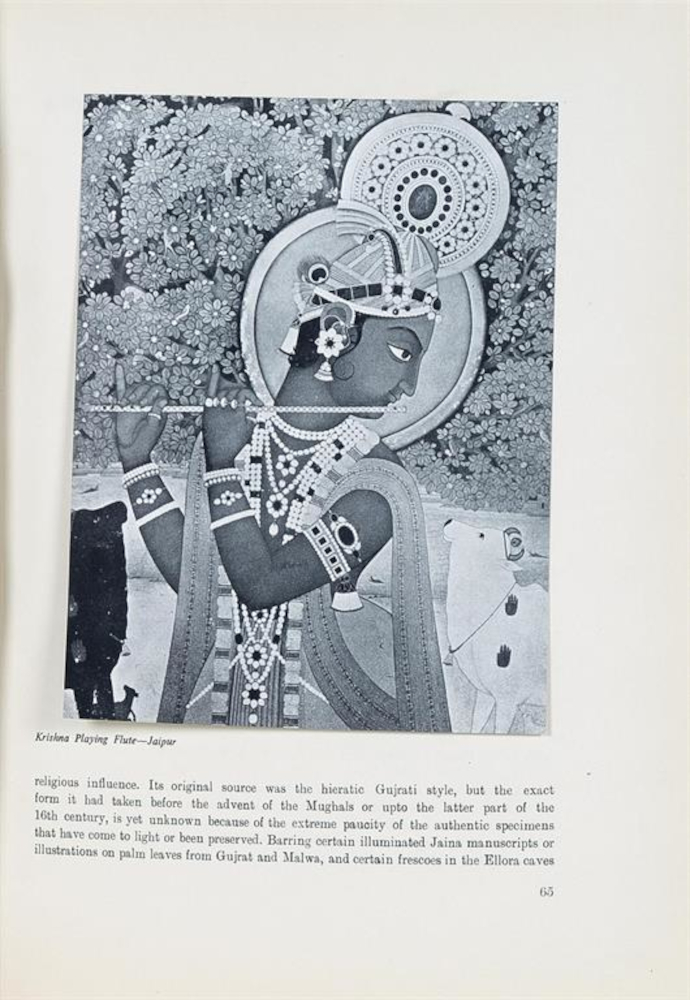 Krishna Playing Flute—Jaipur
religious influence. Its original source was the hieratic Gujrati style, but the exact
form it had taken before the advent of the Mughals or upto the latter part of the
16th century, is yet unknown because of the extreme paucity of the authentic specimens
that have come to light or been preserved. Barring certain illuminated Jaina manuscripts or
illustrations on palm leaves from Gujrat and Malwa, and certain frescoes in the Ellora caves
65